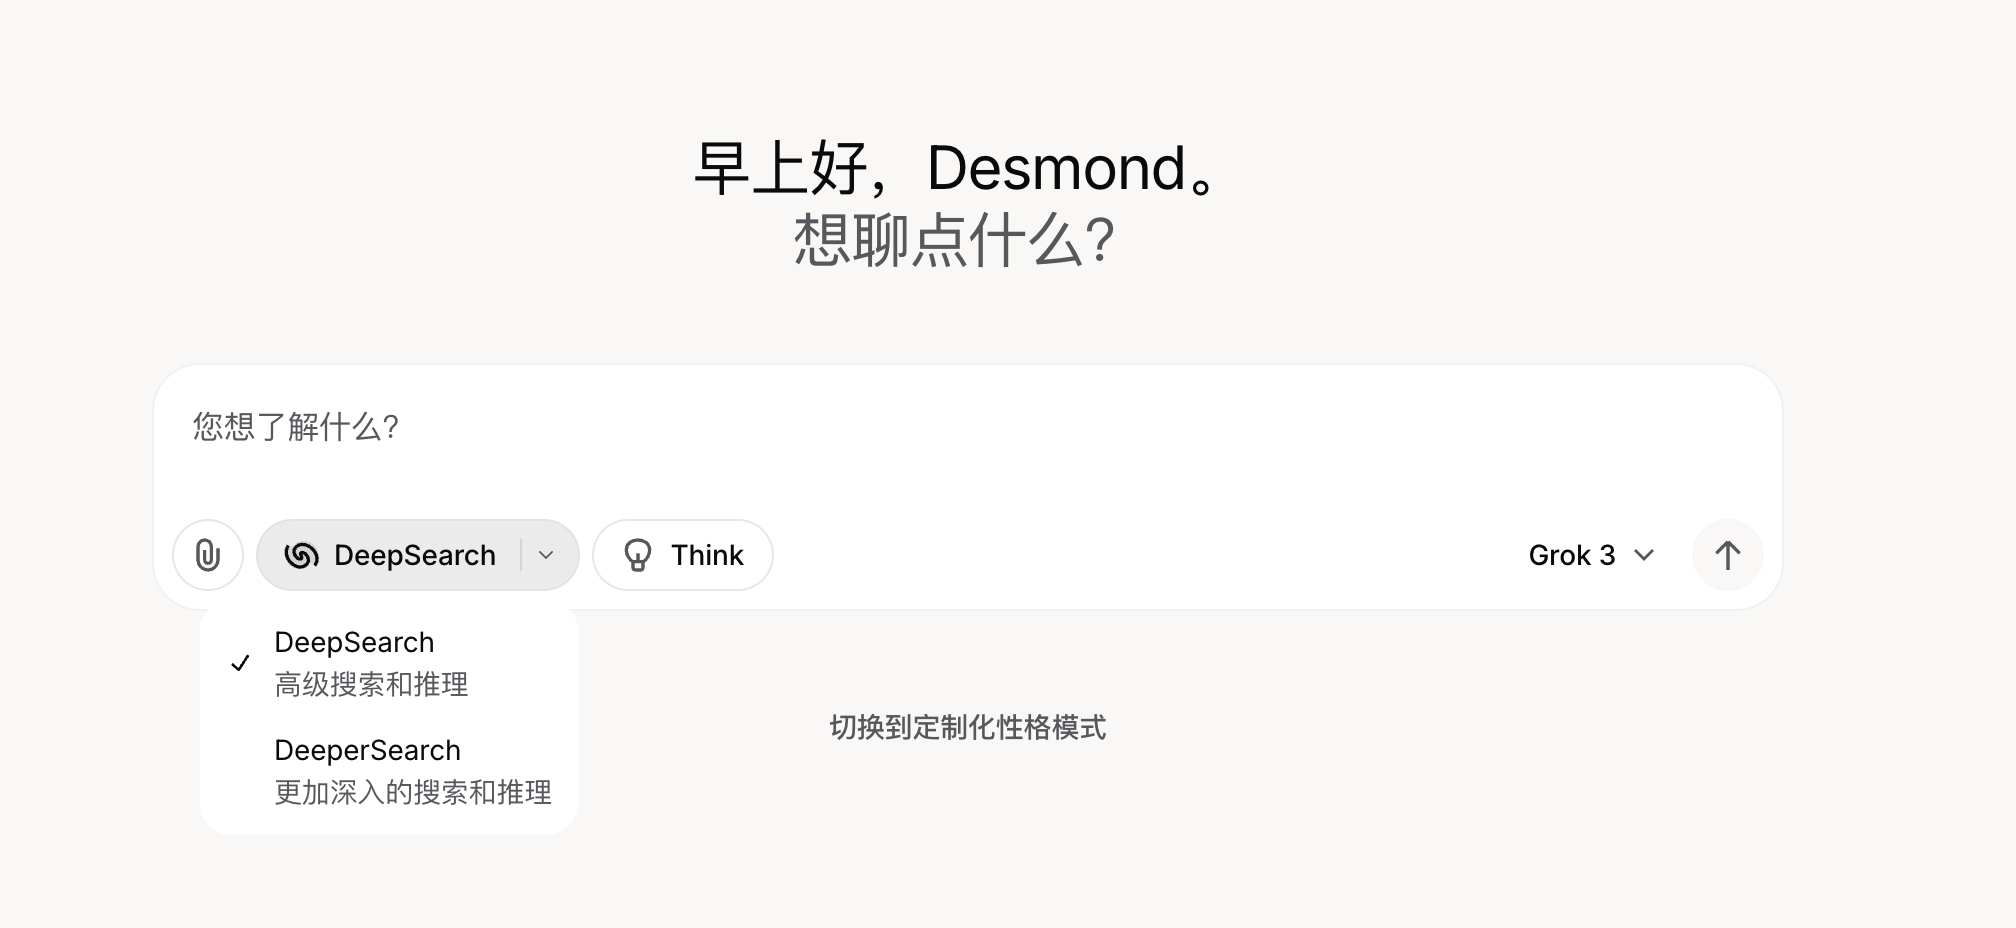 早上好，Desmond。
想聊点什么?
您想了解什么?
DeepSearch
Think
Grok 3
DeepSearch
高级搜索和推理
DeeperSearch
更加深入的搜索和推理
切换到定制化性格模式